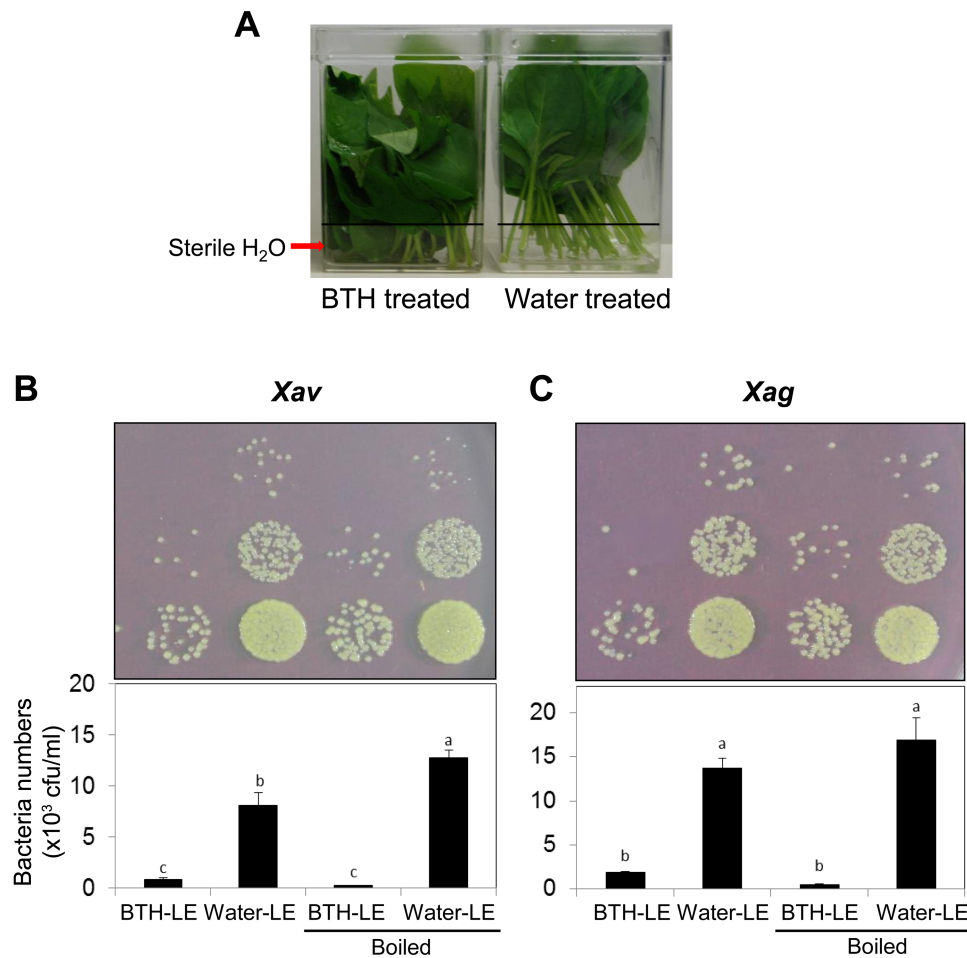 A
Sterile H₂O
BTH treated Water treated
B Xav
C Xag
Bacteria numbers
(x10³ cfu/ml)
20
15
10
5
0
c
b
c
a
BTH-LE Water-LE BTH-LE Water-LE
Boiled
20
15
10
5
0
b
a
b
a
BTH-LE Water-LE BTH-LE Water-LE
Boiled